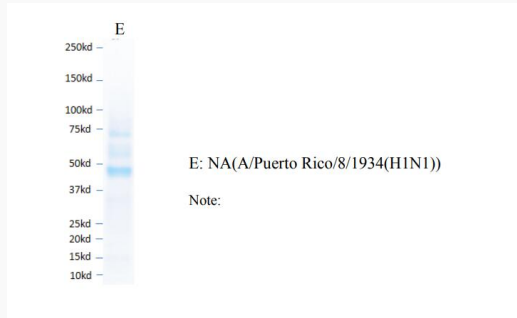 E
250kd
150kd
100kd
75kd
50kd
E: NA(A/Puerto Rico/8/1934(H1N1))
37kd
Note:
25kd
20kd
15kd
10kd